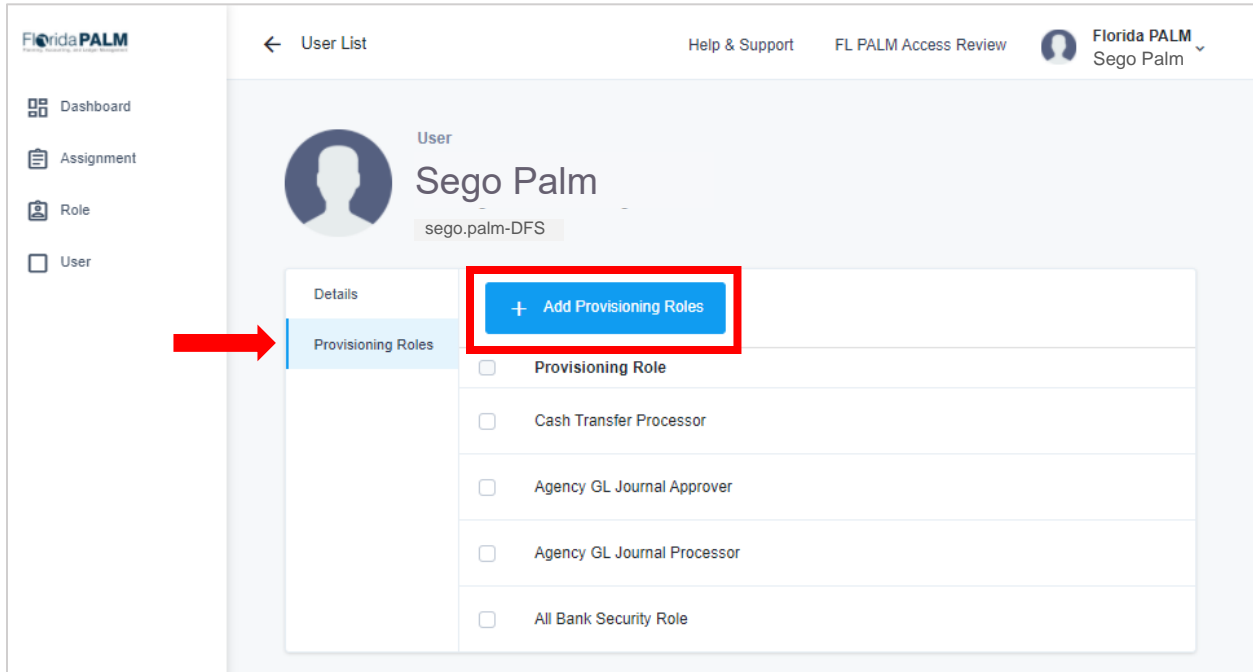 Florida PALM
User List
Help & Support
FL PALM Access Review
Florida PALM
Sego Palm
Dashboard
Assignment
Role
User
User
Sego Palm
sego.palm-DFS
Details
Provisioning Roles
+ Add Provisioning Roles
Provisioning Role
Cash Transfer Processor
Agency GL Journal Approver
Agency GL Journal Processor
All Bank Security Role